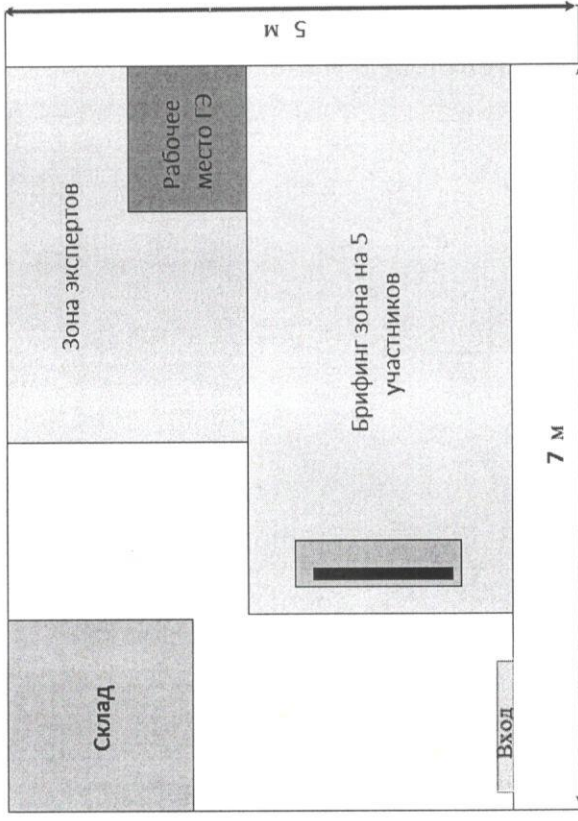 Склад
Зона экспертов
Рабочее
место ГЭ
Брифинг зона на 5
участников
Вход
7 м
5 м